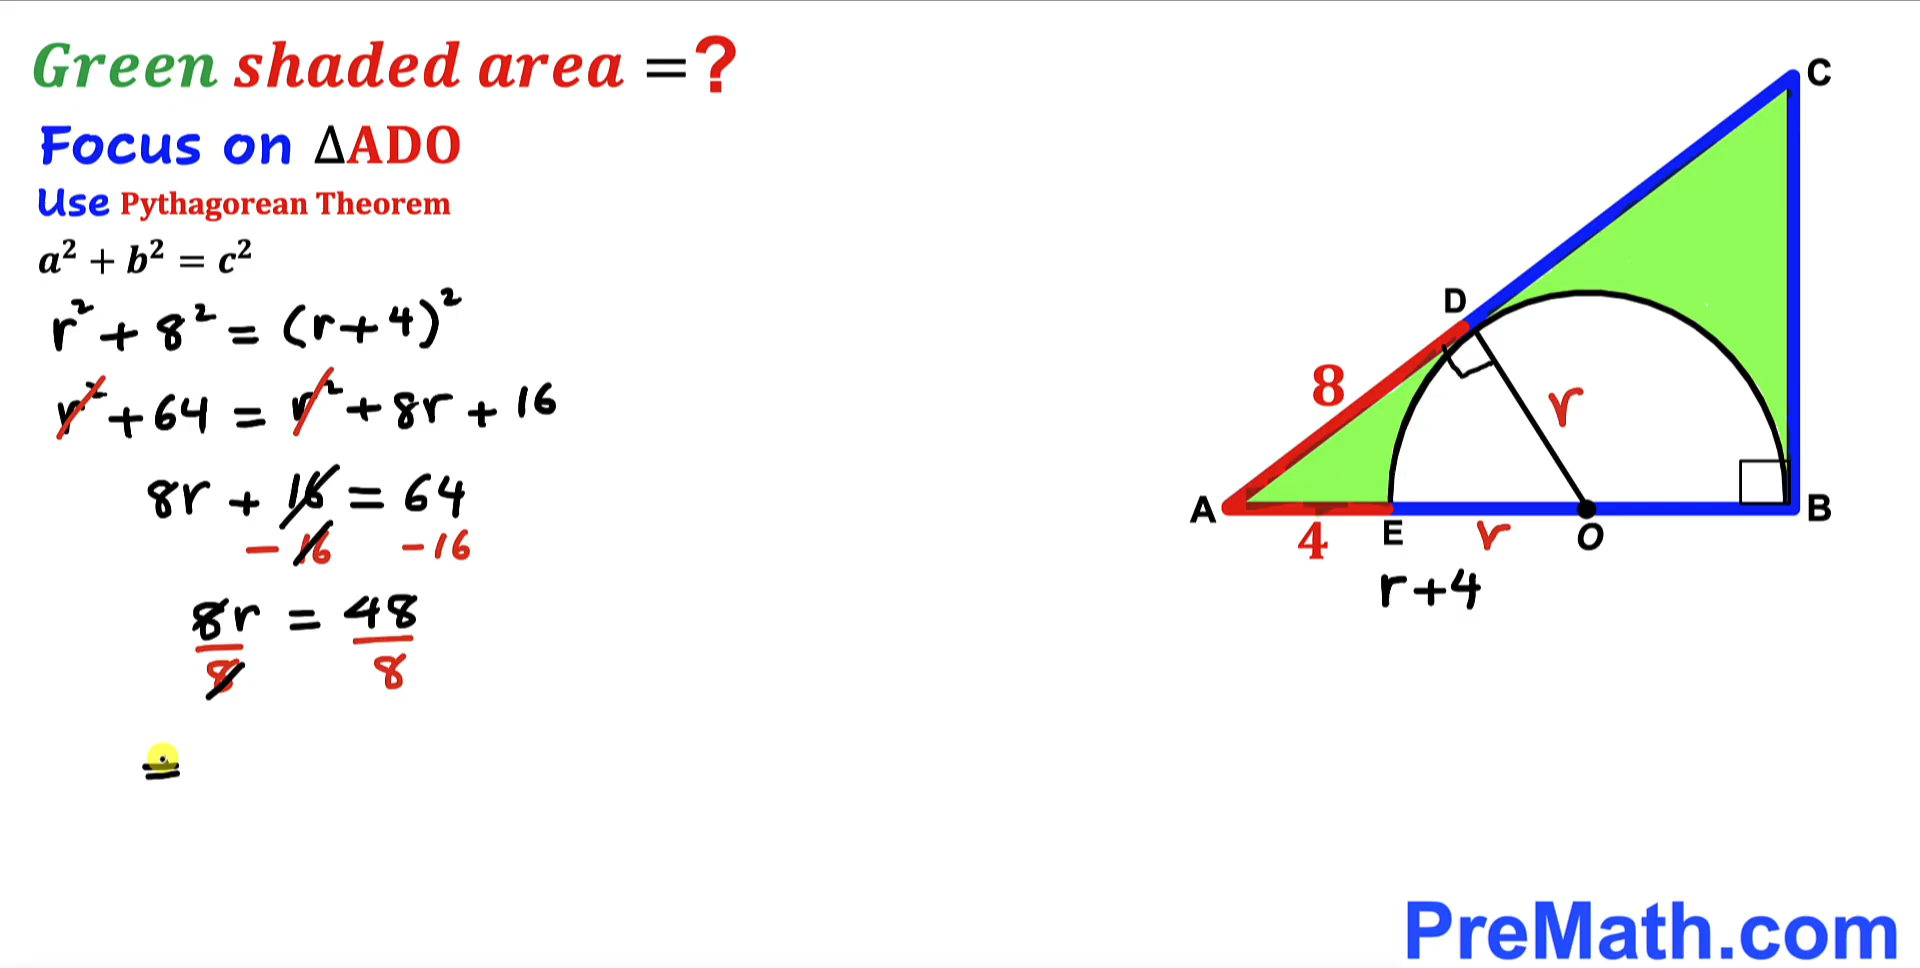 Green shaded area = ?
Focus on ΔADO
Use Pythagorean Theorem
a² + b² = c²
r² + 8² = (r+4)²
r² + 64 = r² + 8r + 16
8r + 16 = 64
- 16 -16
8r = 48
8 8
=
C
D
8
r
A
B
4
E
r
O
r+4
PreMath.com